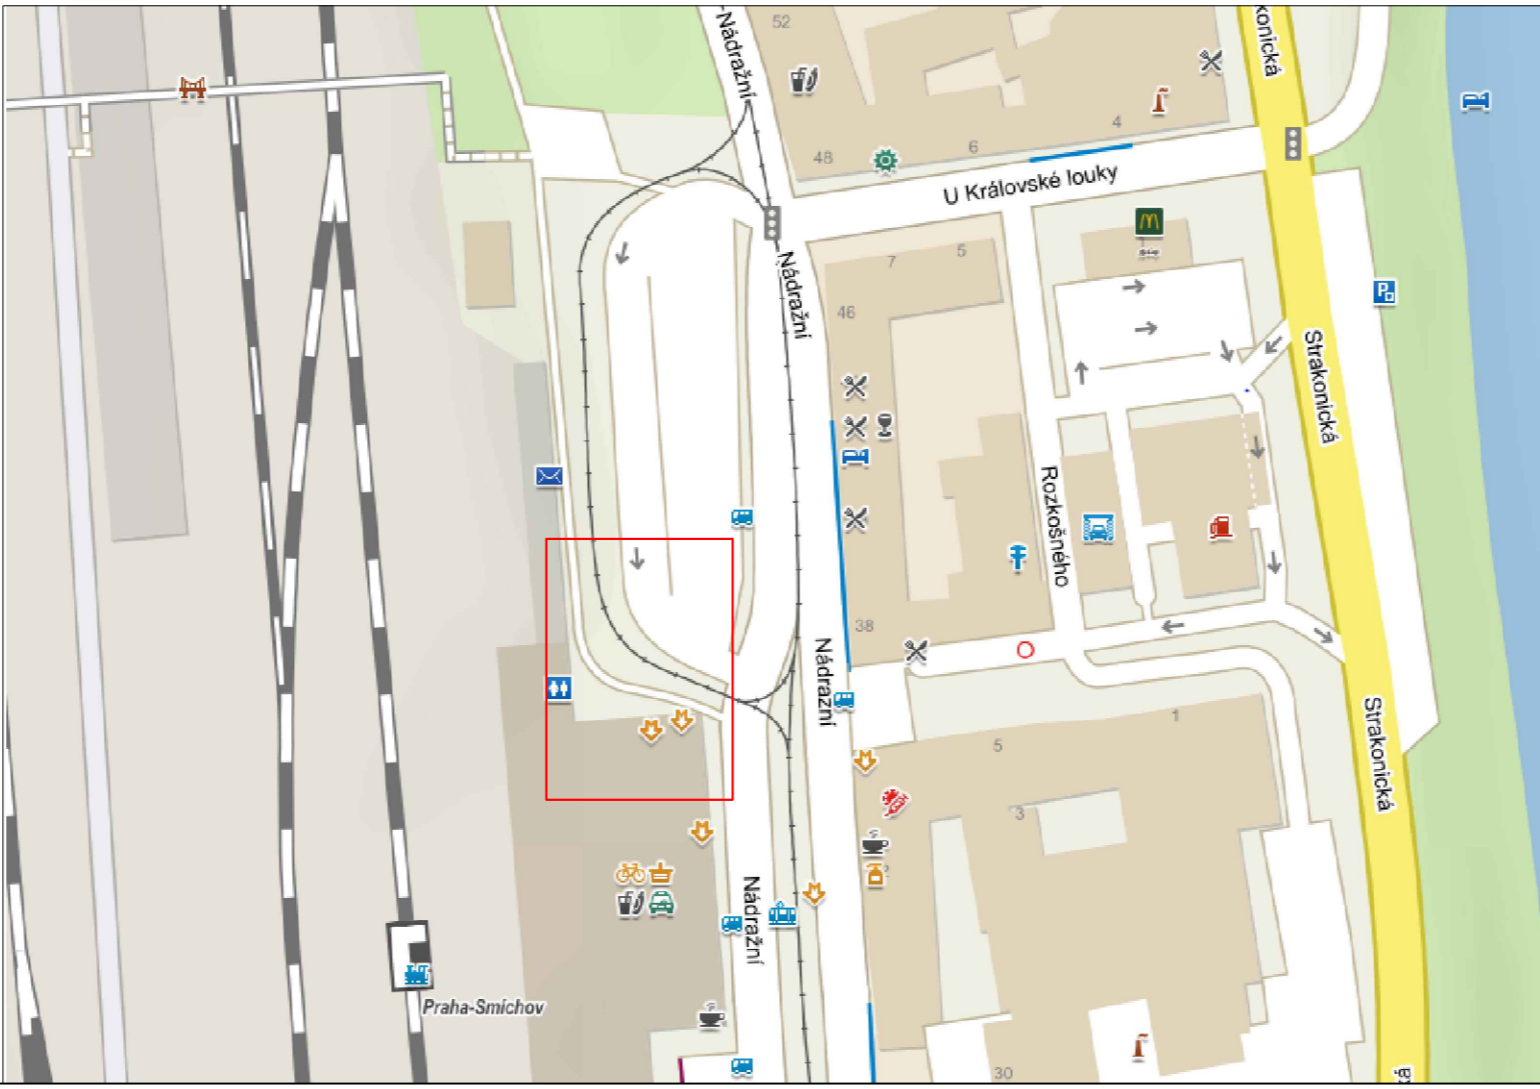 52
Nádražní
konická
4
6
48
U Královské louky
Nádražní
7
5
46
P
Strakonická
Rozkošného
38
Nádražní
1
5
Strakonická
3
2
Nádražní
Praha-Smíchov
30